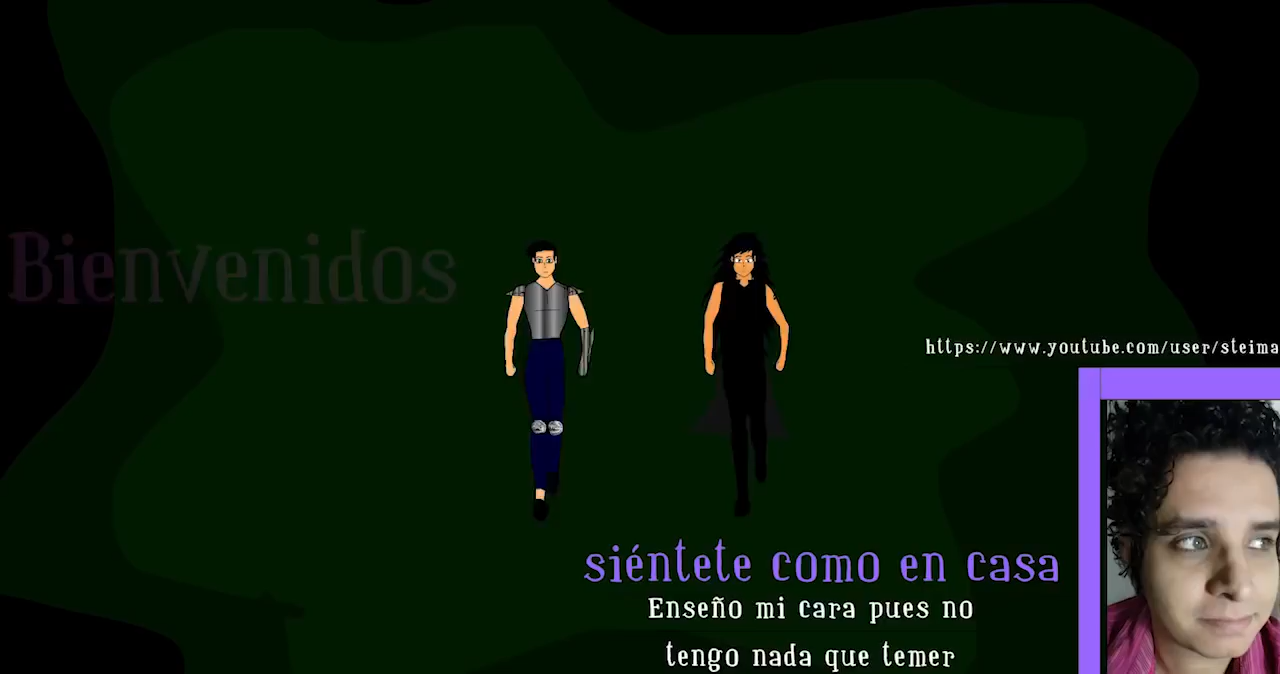 Bienvenidos
https://www.youtube.com/user/steima
siéntete como en casa
Enseño mi cara pues no
tengo nada que temer